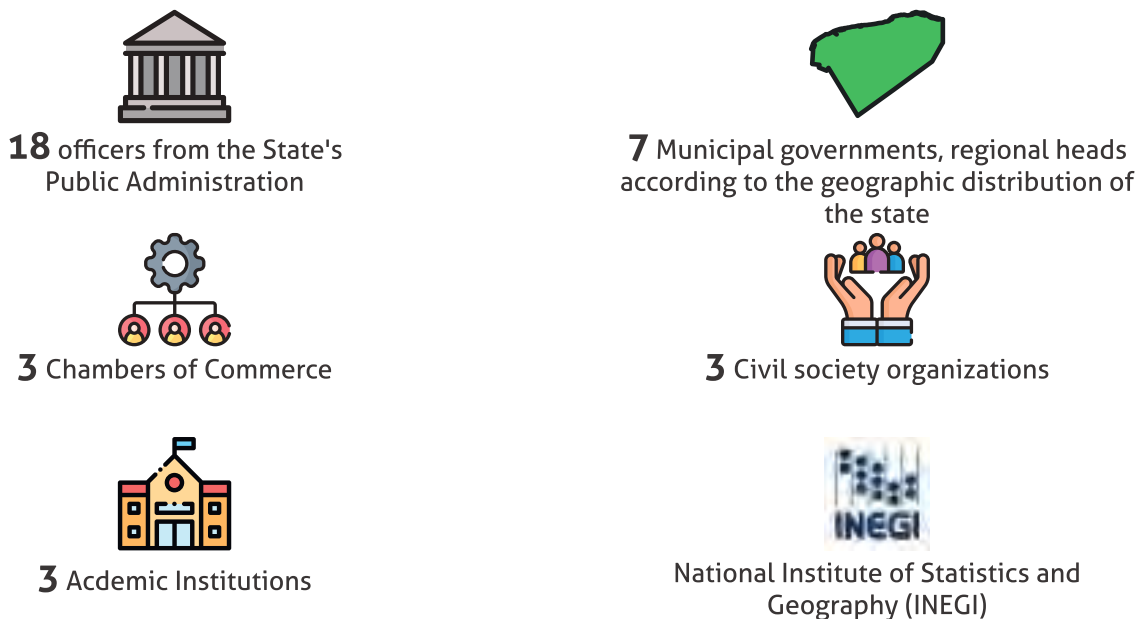 18 officers from the State's
Public Administration
7 Municipal governments, regional heads
according to the geographic distribution of
the state
3 Chambers of Commerce
3 Civil society organizations
3 Acdemic Institutions
INEGI
National Institute of Statistics and
Geography (INEGI)